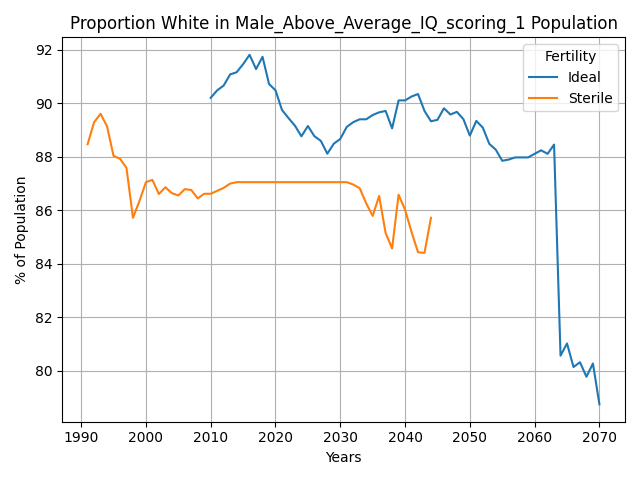 Proportion White in Male_Above_Average_IQ_scoring_1 Population
Fertility
Ideal
Sterile
% of Population
92
90
88
86
84
82
80
1990 2000 2010 2020 2030 2040 2050 2060 2070
Years